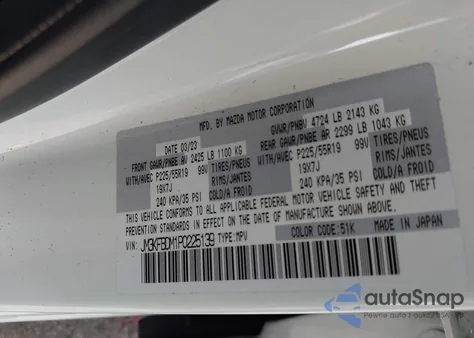 MFD. BY MAZDA MOTOR CORPORATION
DATE 03/23
GVWR/PNBV 4724 LB 2143 KG
FRONT GAWR/PNBE AV 2425 LB 1100 KG
REAR GAWR/PNBE AR 2299 LB 1043 KG
WITH/AVEC P225/55R19 99V TIRES/PNEUS
WITH/AVEC P225/55R19 99V TIRES/PNEUS
19X7J RIMS/JANTES
19X7J RIMS/JANTES
240 KPA/35 PSI COLD/A FROID
240 KPA/35 PSI COLD/A FROID
THIS VEHICLE CONFORMS TO ALL APPLICABLE FEDERAL MOTOR VEHICLE SAFETY AND THEFT
PREVENTION STANDARDS IN EFFECT ON THE DATE OF MANUFACTURE SHOWN ABOVE.
VIN: JM3KFBDM1P0225139 TYPE:MPV
COLOR CODE:51K MADE IN JAPAN
autoSnap
Pewne auta z USA